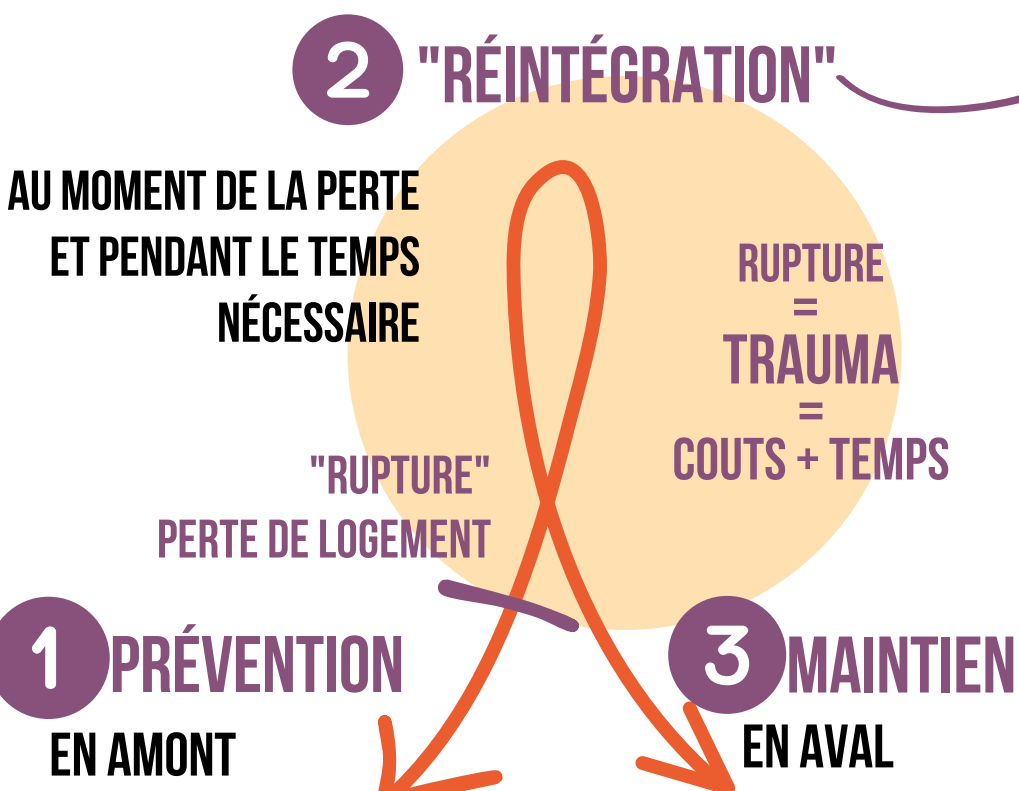 2 "RÉINTÉGRATION"
AU MOMENT DE LA PERTE
ET PENDANT LE TEMPS
NÉCESSAIRE
RUPTURE
=
TRAUMA
=
COUTS + TEMPS
"RUPTURE"
PERTE DE LOGEMENT
1 PRÉVENTION
EN AMONT
3 MAINTIEN
EN AVAL